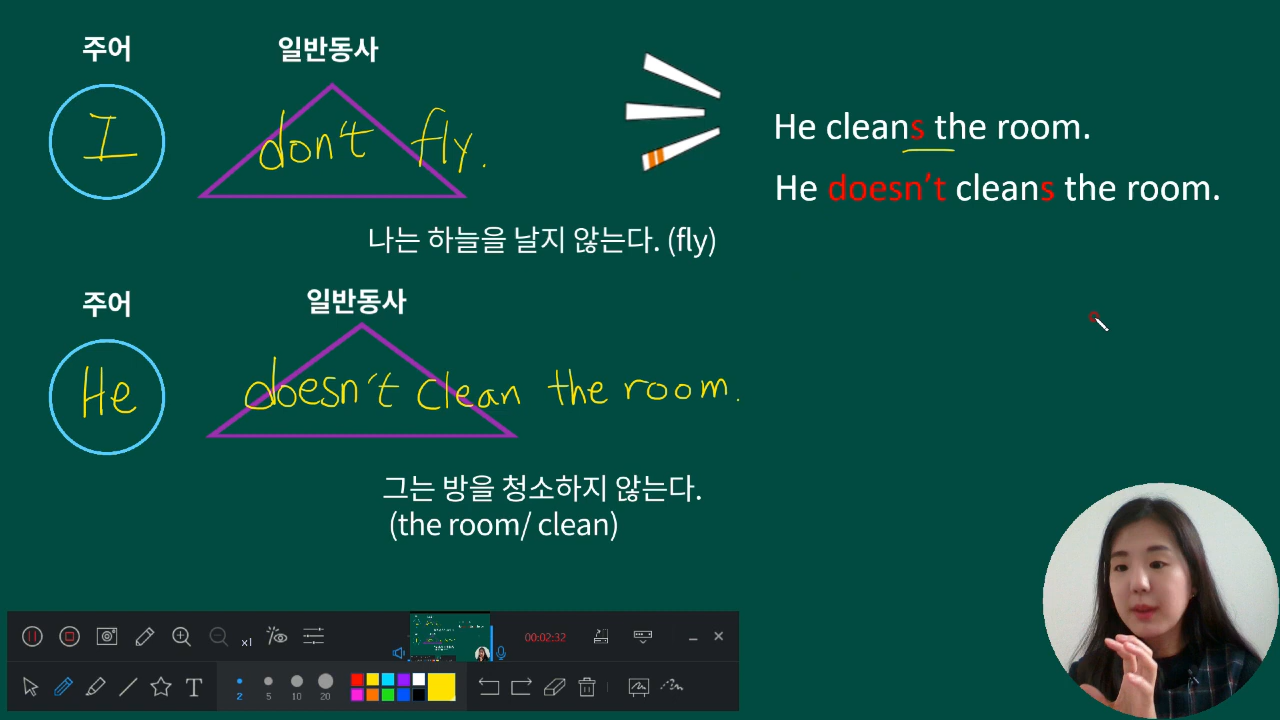 주어
일반동사
I don't fly.
나는 하늘을 날지 않는다. (fly)
주어
일반동사
He doesn't clean the room.
그는 방을 청소하지 않는다.
(the room/ clean)
He cleans the room.
He doesn't cleans the room.
x1
00:02:32
2
5
10
20
T